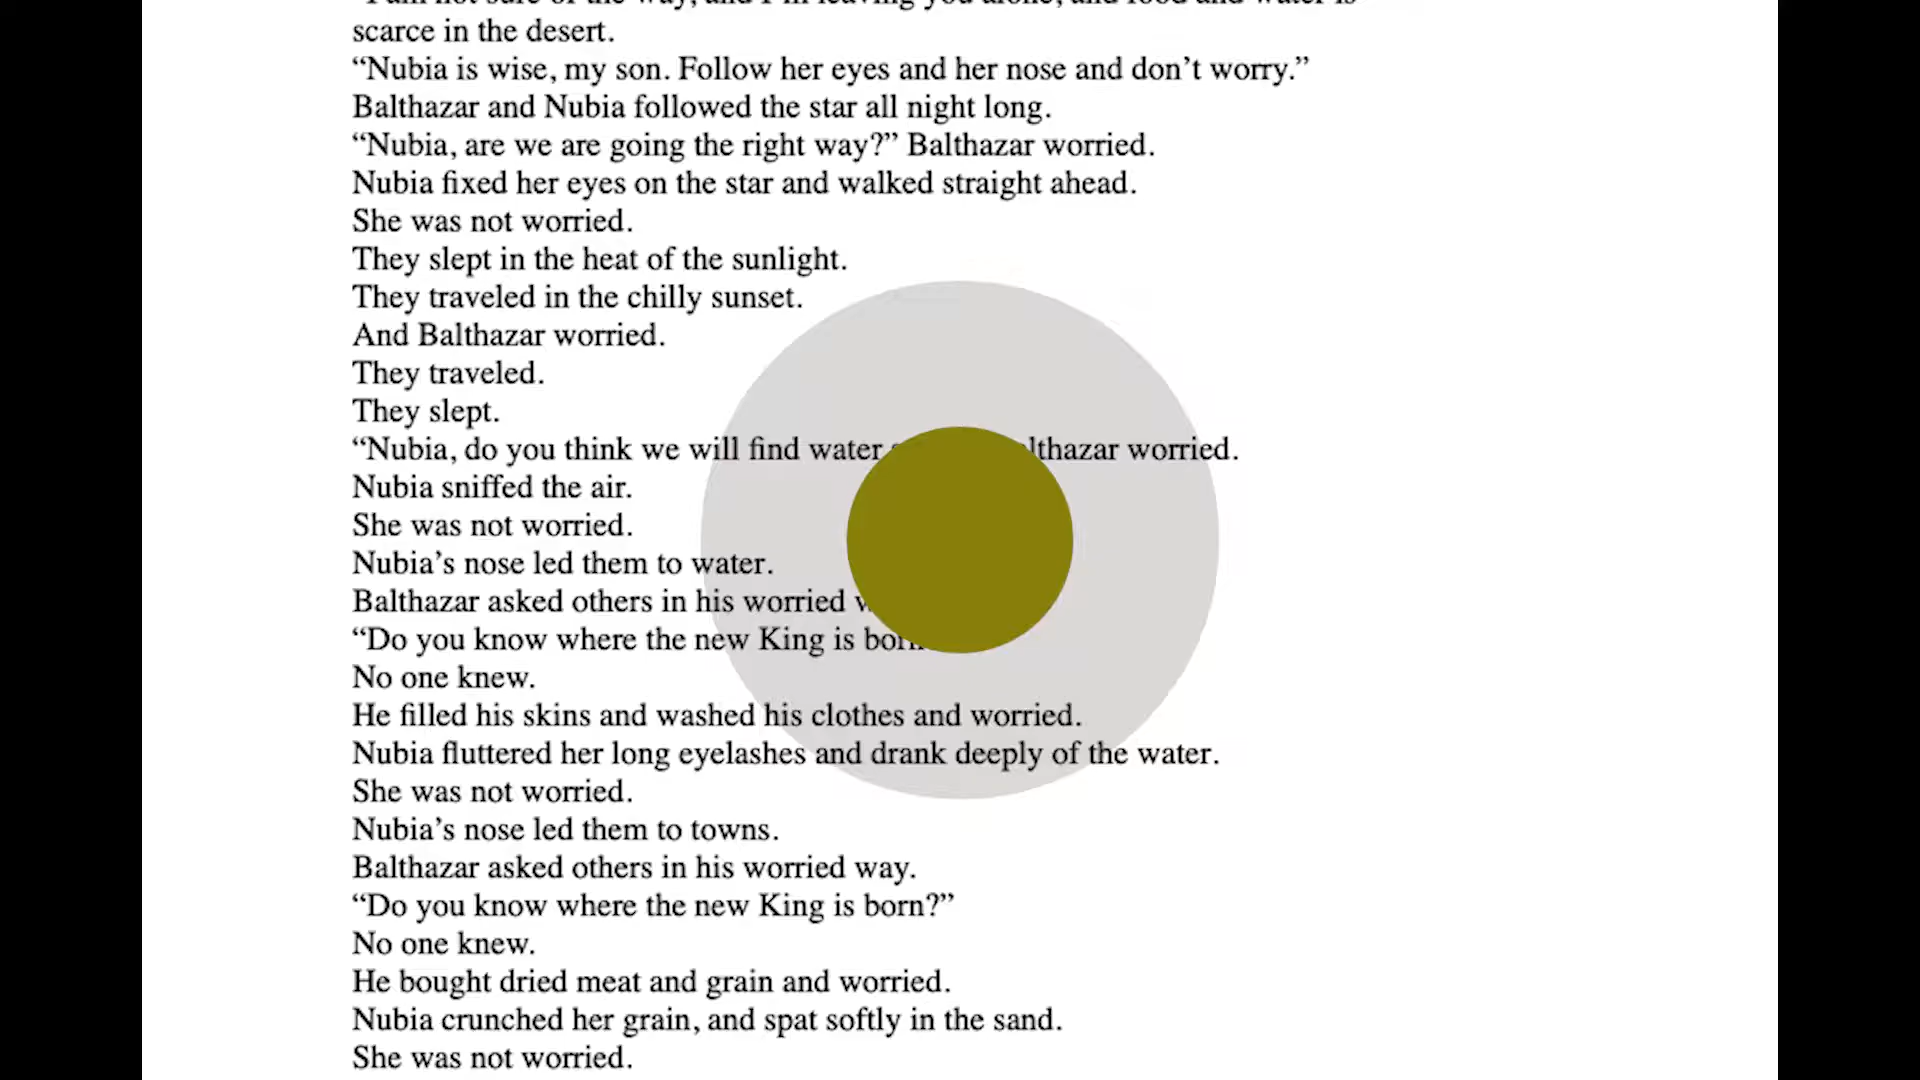 scarce in the desert.
“Nubia is wise, my son. Follow her eyes and her nose and don’t worry.”
Balthazar and Nubia followed the star all night long.
“Nubia, are we are going the right way?” Balthazar worried.
Nubia fixed her eyes on the star and walked straight ahead.
She was not worried.
They slept in the heat of the sunlight.
They traveled in the chilly sunset.
And Balthazar worried.
They traveled.
They slept.
“Nubia, do you think we will find water worried.
Nubia sniffed the air.
She was not worried.
Nubia’s nose led them to water.
Balthazar asked others in his worried
“Do you know where the new King is
No one knew.
He filled his skins and washed his clothes and worried.
Nubia fluttered her long eyelashes and drank deeply of the water.
She was not worried.
Nubia’s nose led them to towns.
Balthazar asked others in his worried way.
“Do you know where the new King is born?”
No one knew.
He bought dried meat and grain and worried.
Nubia crunched her grain, and spat softly in the sand.
She was not worried.